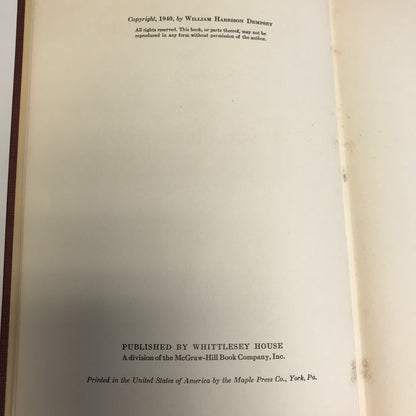 Copyright, 1940, by WILLIAM HARRISON DEMPSEY
All rights reserved. This book, or parts thereof, may not be
reproduced in any form without permission of the author.
PUBLISHED BY WHITTLESEY HOUSE
A division of the McGraw-Hill Book Company, Inc.
Printed in the United States of America by the Maple Press Co., York, Pa.